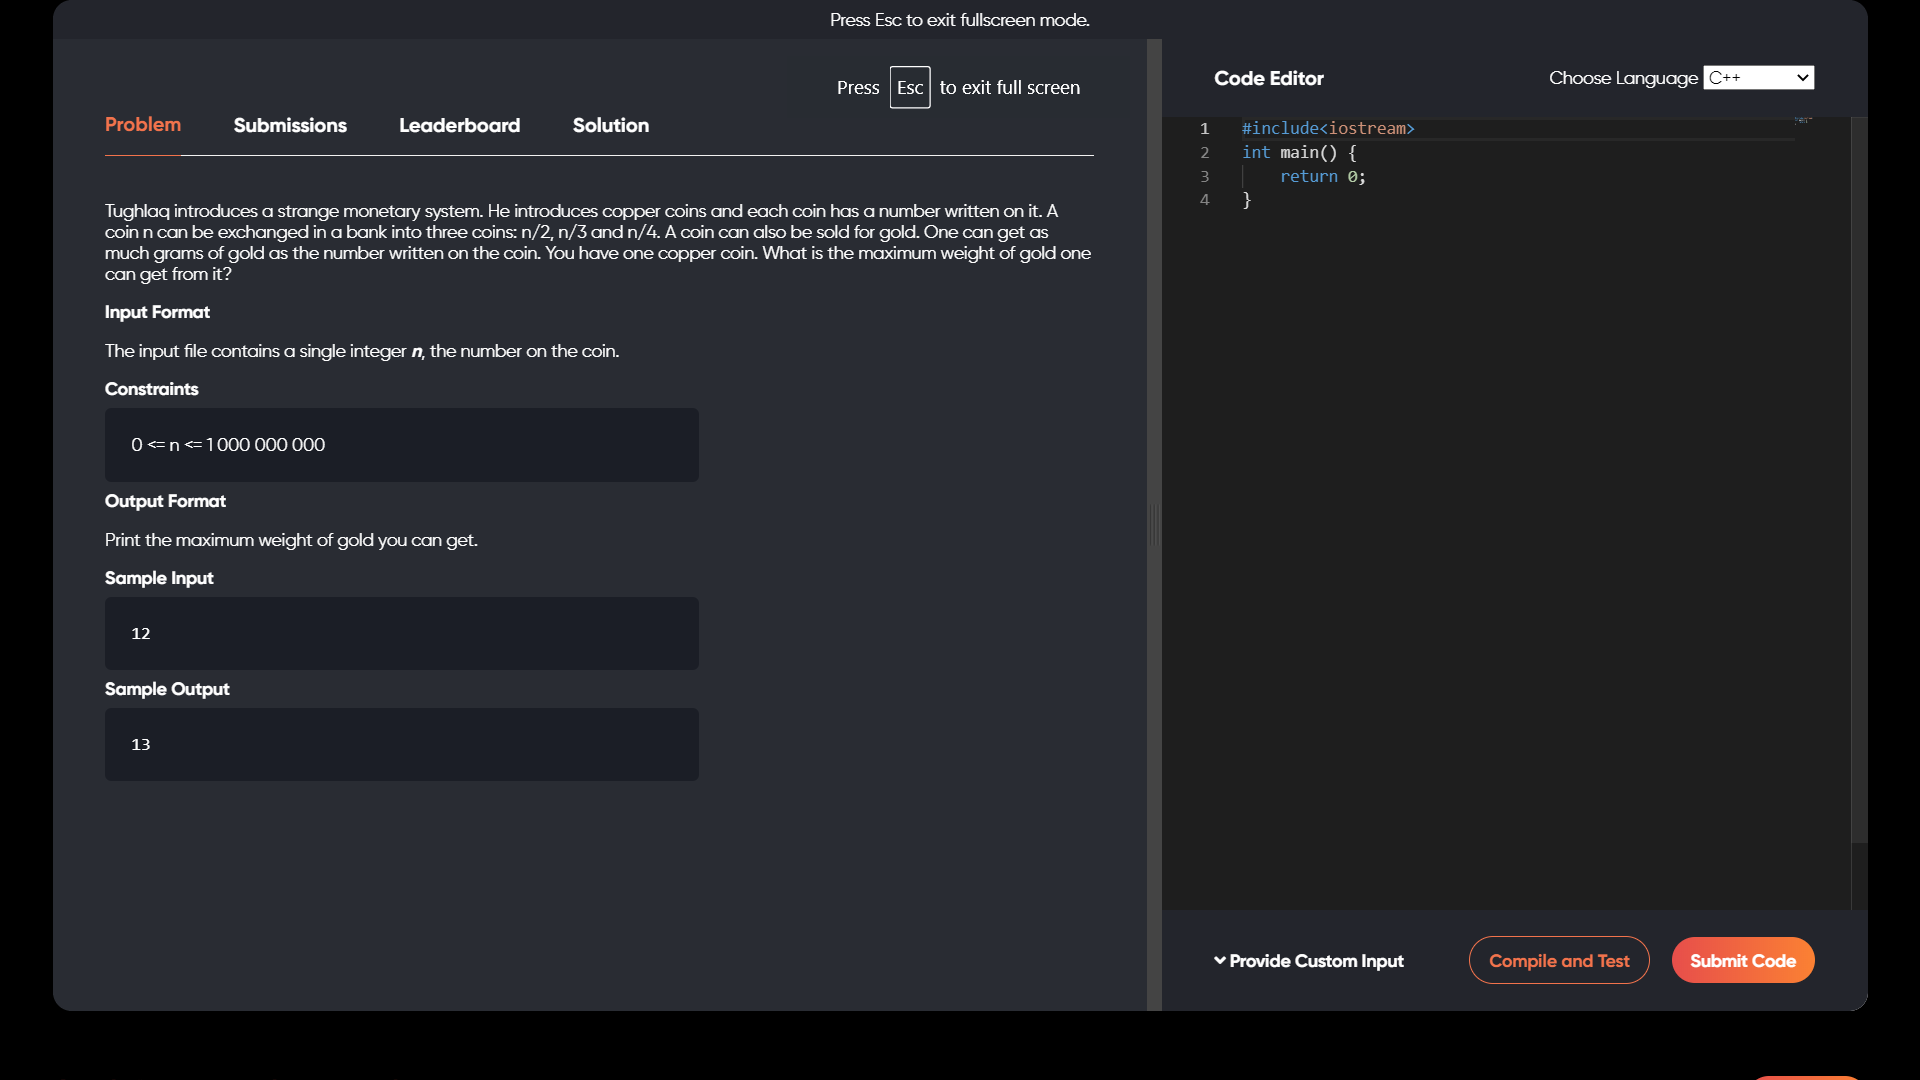 Press Esc to exit fullscreen mode.
Press Esc to exit full screen
Problem Submissions Leaderboard Solution
Tughlaq introduces a strange monetary system. He introduces copper coins and each coin has a number written on it. A
coin n can be exchanged in a bank into three coins: n/2, n/3 and n/4. A coin can also be sold for gold. One can get as
much grams of gold as the number written on the coin. You have one copper coin. What is the maximum weight of gold one
can get from it?
Input Format
The input file contains a single integer n, the number on the coin.
Constraints
0 <= n <= 1 000 000 000
Output Format
Print the maximum weight of gold you can get.
Sample Input
12
Sample Output
13
Code Editor
Choose Language C++
1 #include<iostream>
2 int main() {
3 return 0;
4 }
Provide Custom Input
Compile and Test
Submit Code